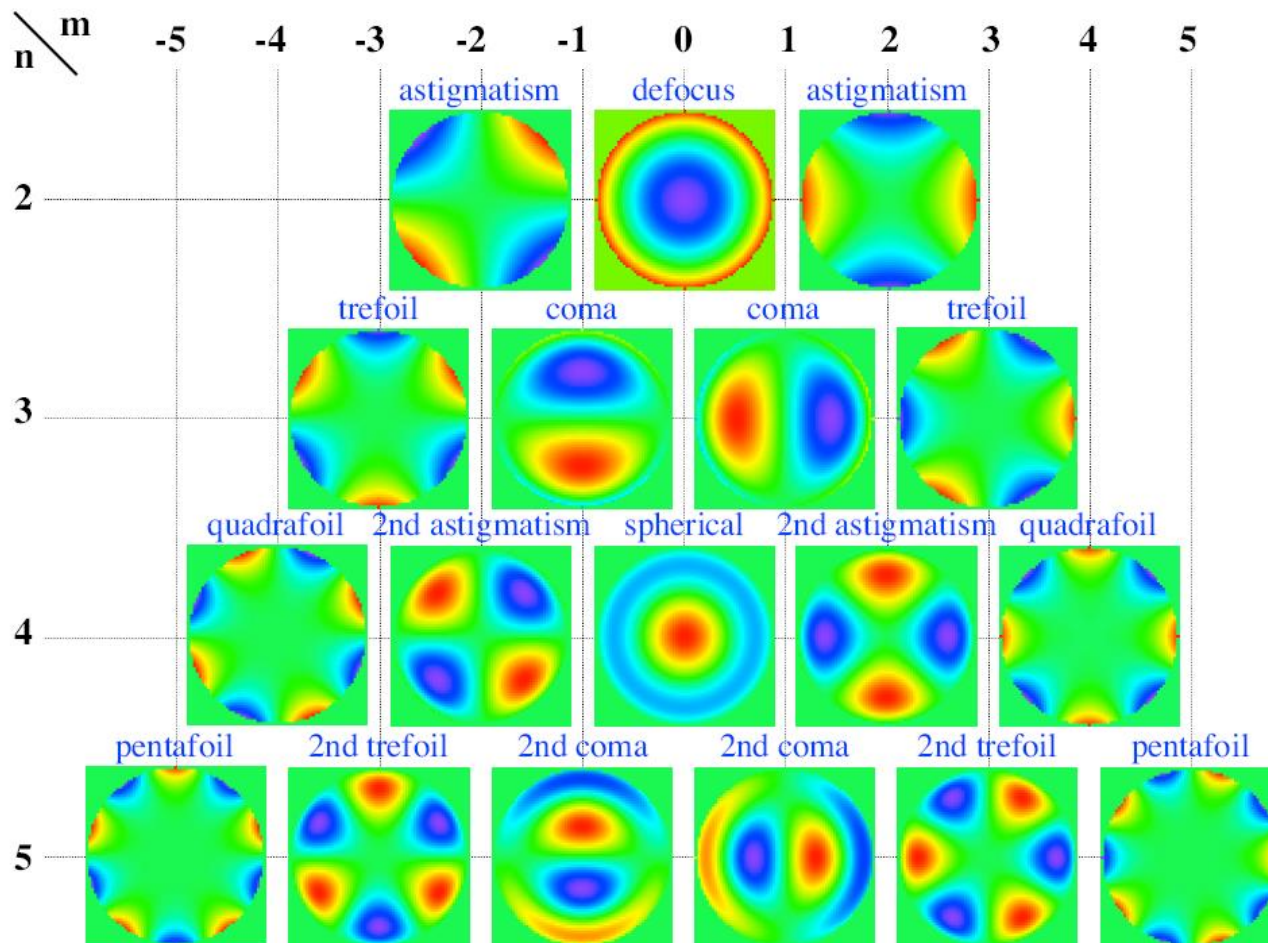 m
n
-5 -4 -3 -2 -1 0 1 2 3 4 5
astigmatism defocus astigmatism
2
trefoil coma coma trefoil
3
quadrafoil 2nd astigmatism spherical 2nd astigmatism quadrafoil
4
pentafoil 2nd trefoil 2nd coma 2nd coma 2nd trefoil pentafoil
5